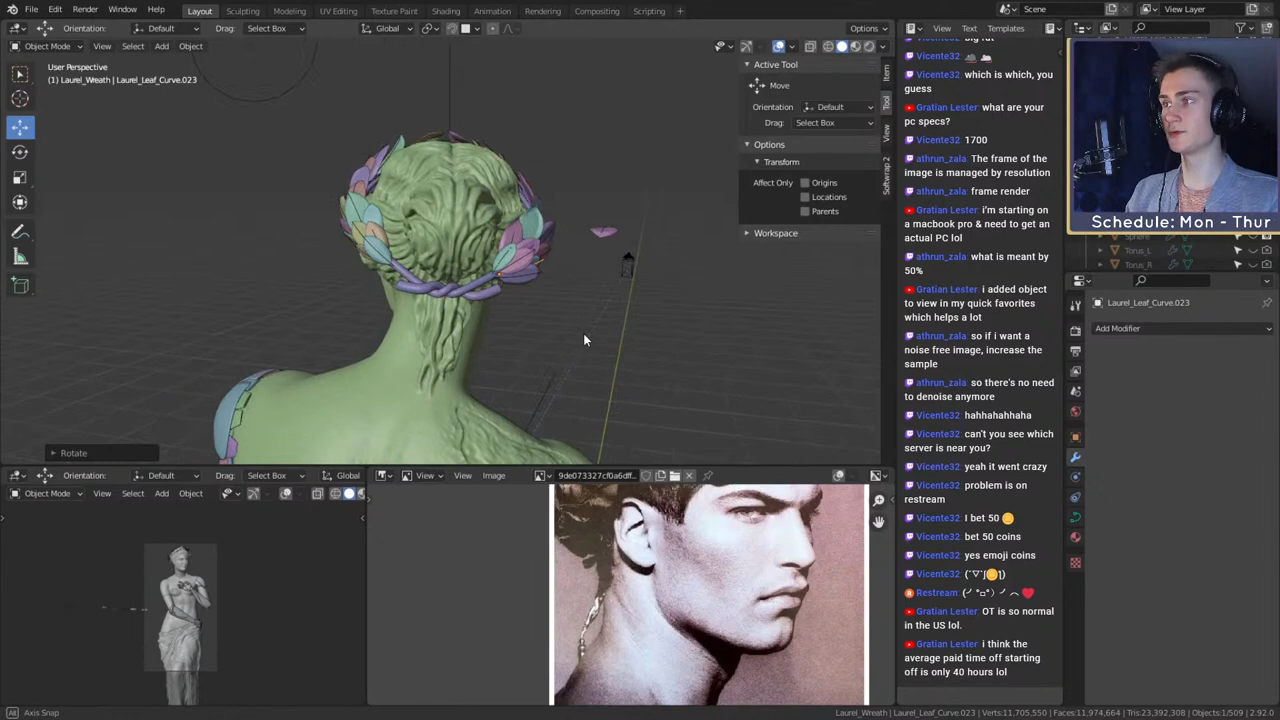 File Edit Render Window Help Layout Sculpting Modeling UV Editing Texture Paint Shading Animation Rendering Compositing Scripting + Scene View Layer
Orientation: Default Drag: Select Box Global Options View Text Templates
Object Mode View Select Add Object
User Perspective
(1) Laurel_Wreath | Laurel_Leaf_Curve.023
Active Tool
Move
Orientation Default
Drag: Select Box
Options
Transform
Affect Only Origins
Locations
Parents
Workspace
Item
Tool
View
Softwrap 2
Rotate
Orientation: Default Drag: Select Box Global View View Image 9de073327cf0a6dff...
Object Mode View Select Add Object
Vicente32:
Vicente32: which is which, you
guess
Gratian Lester: what are your
pc specs?
Vicente32: 1700
athrun_zala: The frame of the
image is managed by resolution
athrun_zala: frame render
Gratian Lester: i'm starting on
a macbook pro & need to get an
actual PC lol
athrun_zala: what is meant by
50%
Gratian Lester: i added object
to view in my quick favorites
which helps a lot
athrun_zala: so if i want a
noise free image, increase the
sample
athrun_zala: so there's no need
to denoise anymore
Vicente32: hahhahahhaha
Vicente32: can't you see which
server is near you?
Vicente32: yeah it went crazy
Vicente32: problem is on
restream
Vicente32: I bet 50
Vicente32: bet 50 coins
Vicente32: yes emoji coins
Vicente32:
Restream:
Gratian Lester: OT is so normal
in the US lol.
Gratian Lester: i think the
average paid time off starting
off is only 40 hours lol
Schedule: Mon - Thur
Torus_L
Torus_R
Laurel_Leaf_Curve.023
Add Modifier
Axis Snap
Laurel_Wreath | Laurel_Leaf_Curve.023 | Verts:11,705,550 | Faces:11,974,664 | Tris:23,392,308 | Objects:1/509 | 2.92.0